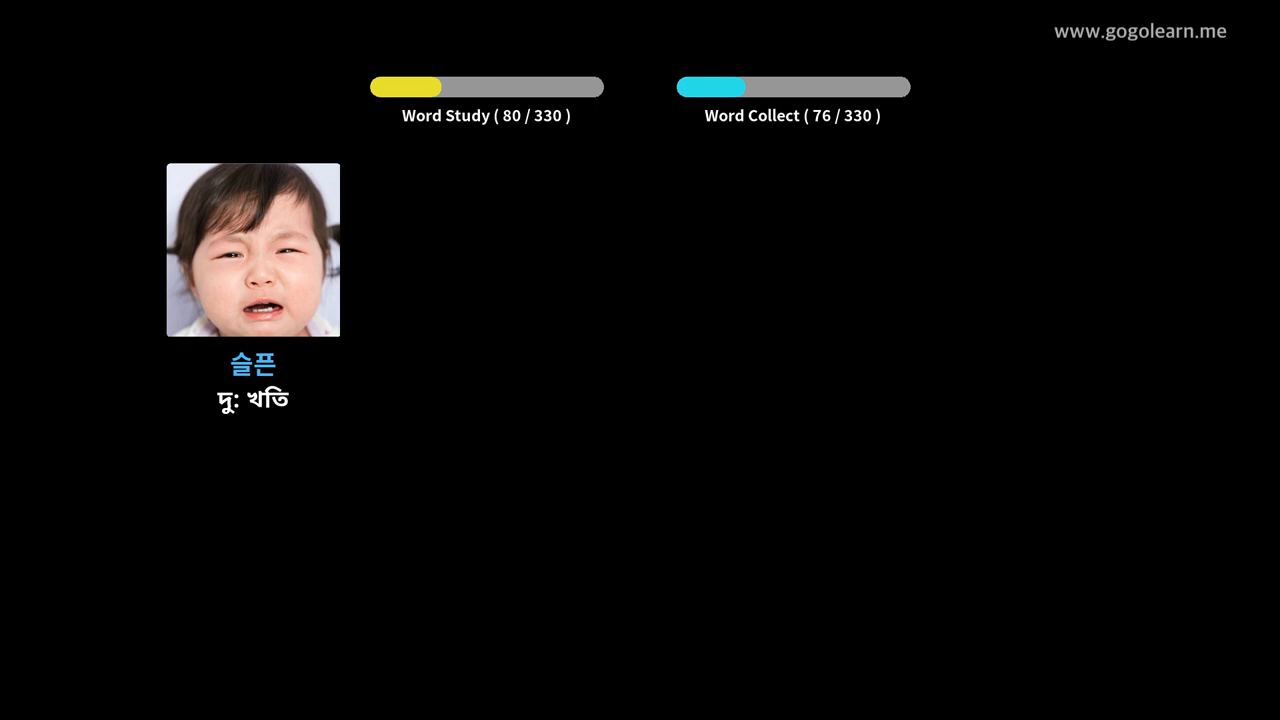 www.gogolearn.me
Word Study ( 80 / 330 )
Word Collect ( 76 / 330 )
슬픈
দু: খতি